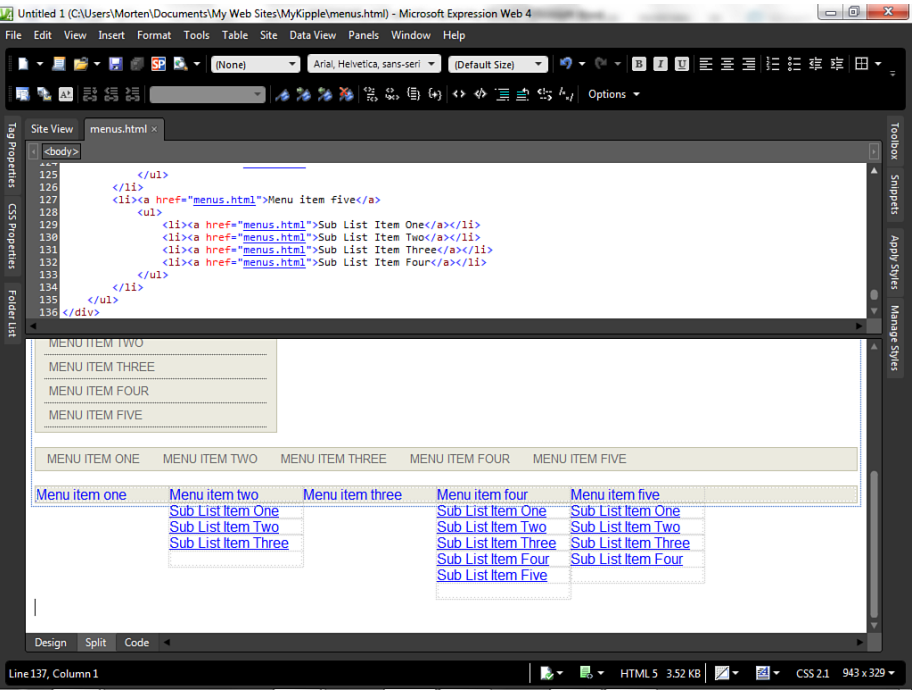 Untitled 1 (C:\Users\Morten\Documents\My Web Sites\MyKipple\menus.html) - Microsoft Expression Web 4
File Edit View Insert Format Tools Table Site Data View Panels Window Help
(None) Arial, Helvetica, sans-seri (Default Size) B I U
Options
Site View menus.html ×
<body>
124
125 </ul>
126 </li>
127 <li><a href="menus.html">Menu item five</a>
128 <ul>
129 <li><a href="menus.html">Sub List Item One</a></li>
130 <li><a href="menus.html">Sub List Item Two</a></li>
131 <li><a href="menus.html">Sub List Item Three</a></li>
132 <li><a href="menus.html">Sub List Item Four</a></li>
133 </ul>
134 </li>
135 </ul>
136 </div>
Tag Properties
CSS Properties
Folder List
Toolbox
Snippets
Apply Styles
Manage Styles
MENU ITEM TWO
MENU ITEM THREE
MENU ITEM FOUR
MENU ITEM FIVE
MENU ITEM ONE MENU ITEM TWO MENU ITEM THREE MENU ITEM FOUR MENU ITEM FIVE
Menu item one Menu item two Menu item three Menu item four Menu item five
Sub List Item One Sub List Item One Sub List Item One
Sub List Item Two Sub List Item Two Sub List Item Two
Sub List Item Three Sub List Item Three Sub List Item Three
Sub List Item Four Sub List Item Four
Sub List Item Five
Design Split Code
Line 137, Column 1 HTML 5 3.52 KB CSS 2.1 943 x 329